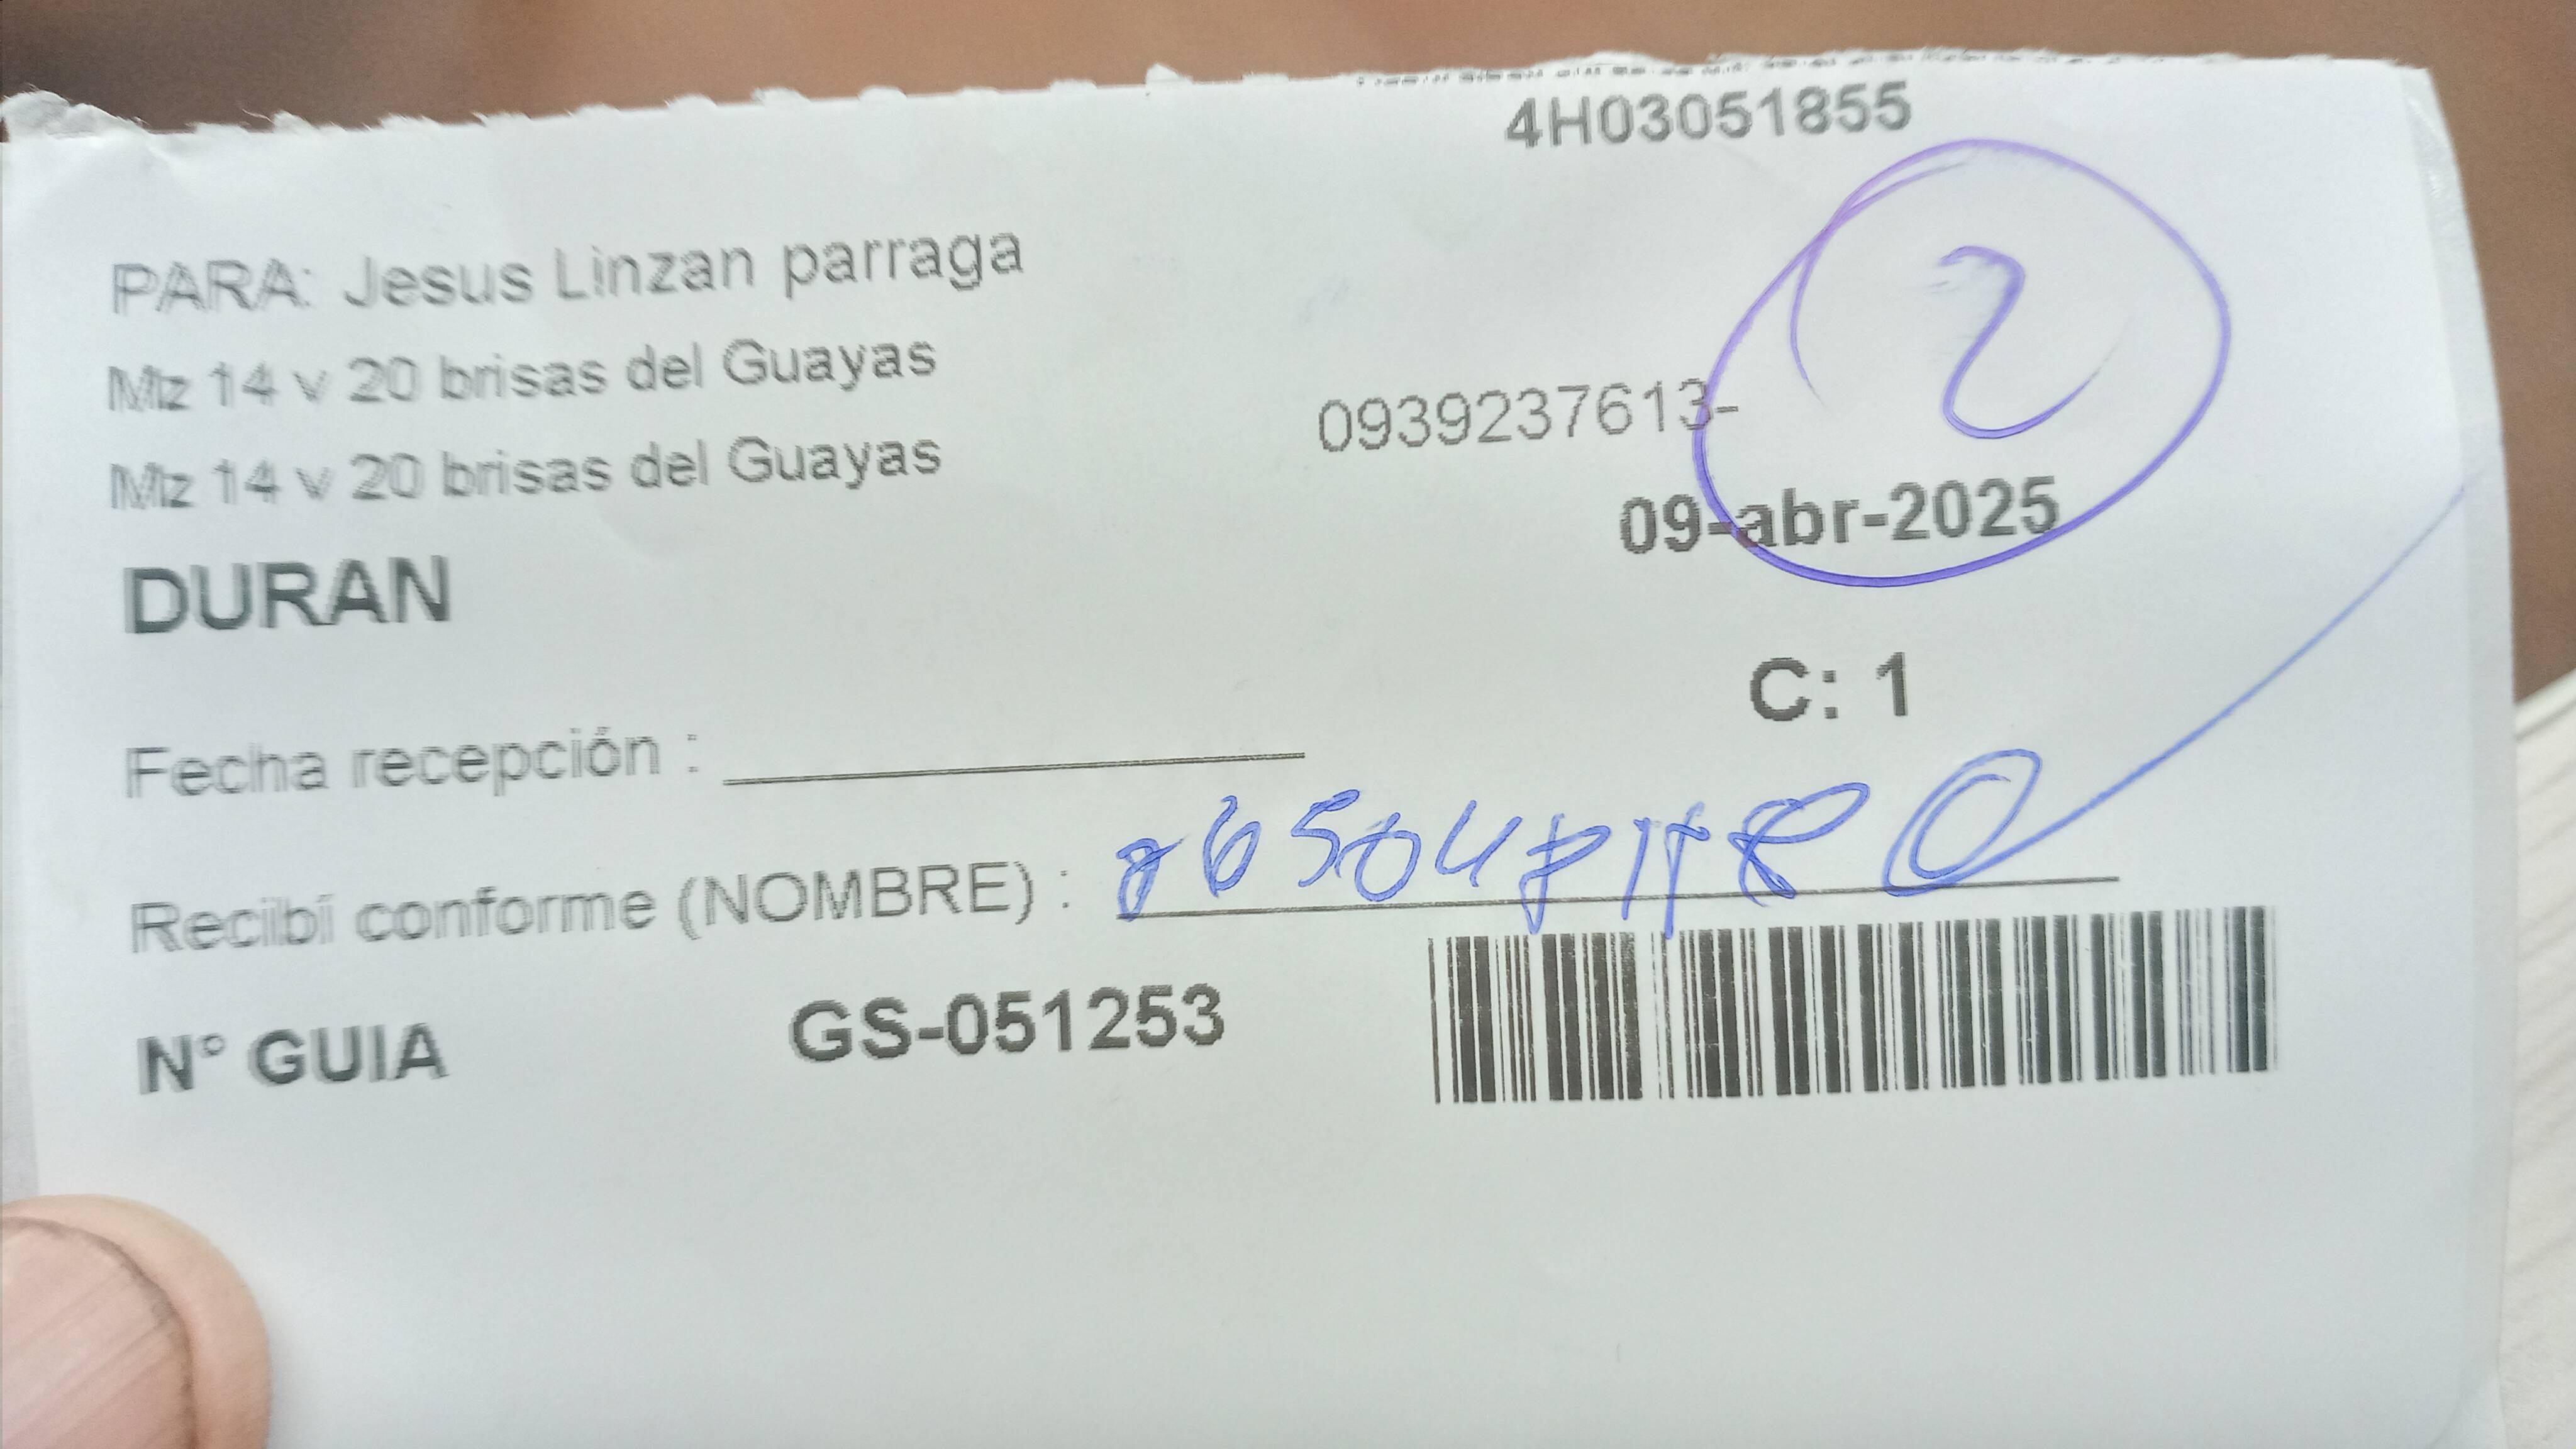 4H03051855
2
PARA: Jesus Linzan parraga
Mz 14 v 20 brisas del Guayas
0939237613-
Mz 14 v 20 brisas del Guayas
09-abr-2025
DURAN
C: 1
Fecha recepción :
Recibí conforme (NOMBRE) :
N° GUIA GS-051253